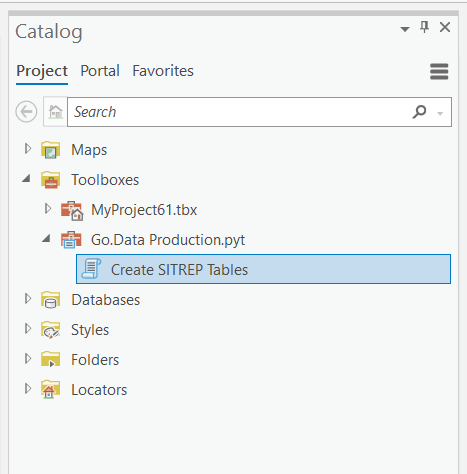 Catalog
Project Portal Favorites
Search
Maps
Toolboxes
MyProject61.tbx
Go.Data Production.pyt
Create SITREP Tables
Databases
Styles
Folders
Locators